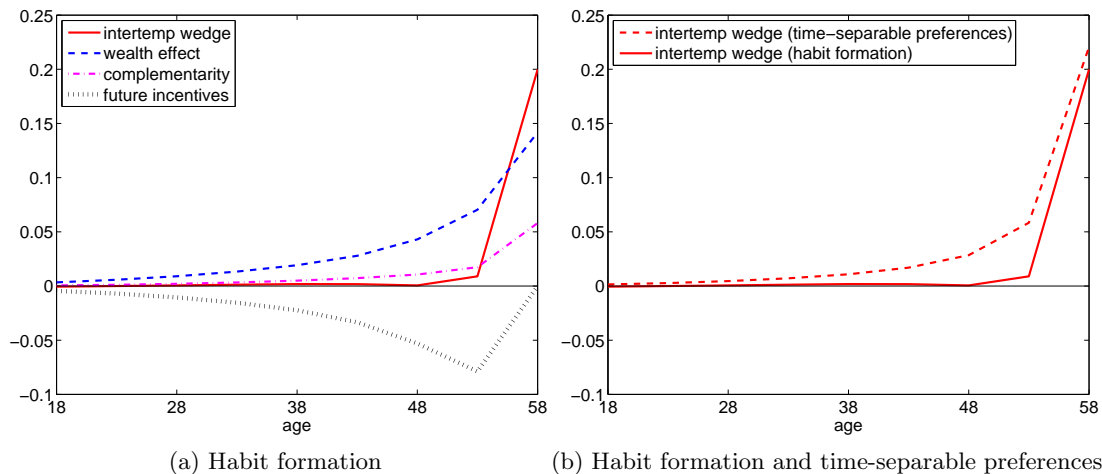 0.25
0.2
0.15
0.1
0.05
0
−0.05
−0.1
intertemp wedge
wealth effect
complementarity
future incentives
18 28 38 48 58
age
(a) Habit formation
0.25
0.2
0.15
0.1
0.05
0
−0.05
−0.1
intertemp wedge (time−separable preferences)
intertemp wedge (habit formation)
18 28 38 48 58
age
(b) Habit formation and time-separable preferences